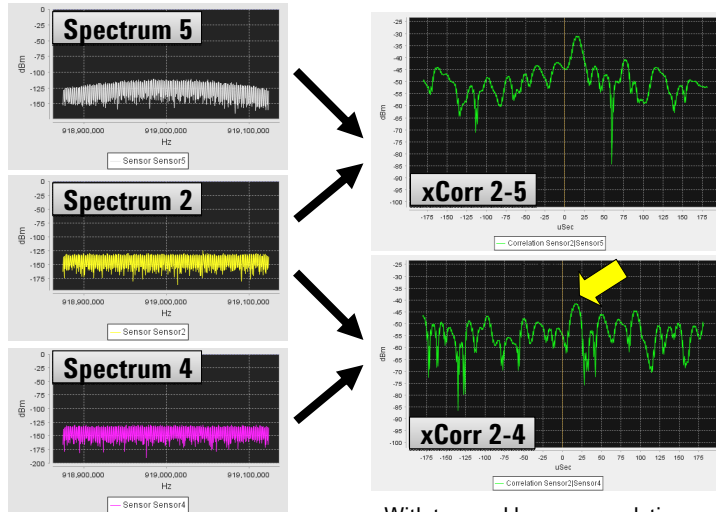 Spectrum 5
0
-25
-50
-75
-100
-125
-150
dBm
918,900,000 919,000,000 919,100,000
Hz
Sensor Sensor5
Spectrum 2
0
-25
-50
-75
-100
-125
-150
-175
dBm
918,900,000 919,000,000 919,100,000
Hz
Sensor Sensor2
Spectrum 4
0
-25
-50
-75
-100
-125
-150
-175
-200
dBm
918,900,000 919,000,000 919,100,000
Hz
Sensor Sensor4
-25
-30
-35
-40
-45
-50
-55
-60
-65
-70
-75
-80
-85
-90
-95
-100
dBm
xCorr 2-5
-175 -150 -125 -100 -75 -50 -25 0 25 50 75 100 125 150 175
uSec
Correlation Sensor2|Sensor5
-25
-30
-35
-40
-45
-50
-55
-60
-65
-70
-75
-80
-85
-90
-95
-100
dBm
xCorr 2-4
-175 -150 -125 -100 -75 -50 -25 0 25 50 75 100 125 150 175
uSec
Correlation Sensor2|Sensor4